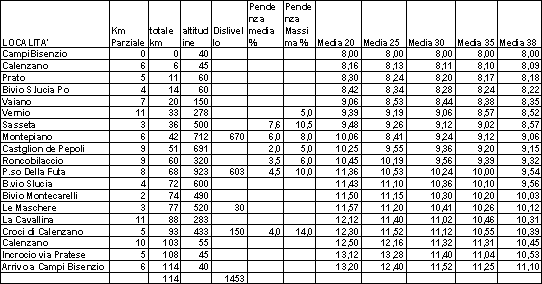 LOCALITA' Km Parziale totale km altitudine Dislivello Pendenza media % Pendenza Massima % Media 20 Media 25 Media 30 Media 35 Media 38
Campi Bisenzio 0 0 40 8,00 8,00 8,00 8,00 8,00
Calenzano 6 6 45 8,16 8,13 8,11 8,10 8,09
Prato 5 11 60 8,30 8,24 8,20 8,17 8,18
Bivio S.lucia Po 4 14 60 8,42 8,34 8,28 8,24 8,22
Vaiano 7 20 150 9,06 8,53 8,44 8,38 8,35
Vernio 11 33 278 5,0 9,39 9,19 9,06 8,57 8,52
Sasseta 3 36 500 7,6 10,5 9,48 9,26 9,12 9,02 8,57
Montepiano 6 42 712 670 6,0 8,0 10,06 8,41 9,24 9,12 9,06
Castglion de Pepoli 9 51 691 2,0 5,0 10,25 9,55 9,36 9,20 9,15
Roncobilaccio 9 60 320 3,5 6,0 10,45 10,19 9,56 9,39 9,32
P.so Della Futa 8 68 923 603 4,5 10,0 11,36 10,53 10,24 10,00 9,54
B.vio Slucia 4 72 600 11,43 11,10 10,36 10,10 9,56
Bivio Montecarelli 2 74 490 11,50 11,15 10,30 10,20 10,03
Le Maschere 3 77 520 30 11,57 11,20 10,41 10,26 10,12
La Cavallina 11 88 283 12,12 11,40 11,02 10,46 10,31
Croci di Calenzano 5 93 433 150 4,0 14,0 12,30 11,52 11,12 10,55 10,39
Calenzano 10 103 55 12,50 12,16 11,32 11,31 10,45
Incrocio via Pratese 5 108 45 13,12 13,28 11,40 11,04 10,53
Arrivo a Campi Bisenzio 6 114 40 13,20 12,40 11,52 11,25 11,10
114 1453